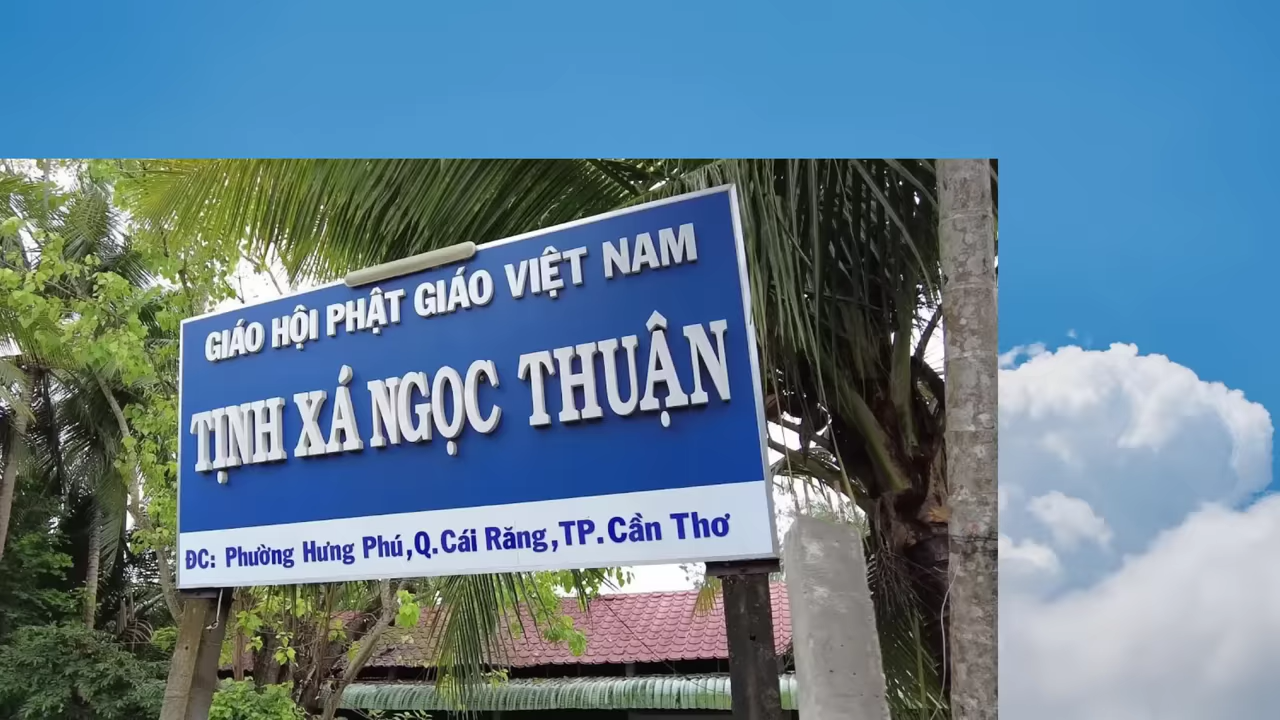 GIÁO HỘI PHẬT GIÁO VIỆT NAM
TỊNH XÁ NGỌC THUẬN
ĐC: Phường Hưng Phú,Q.Cái Răng,TP.Cần Thơ